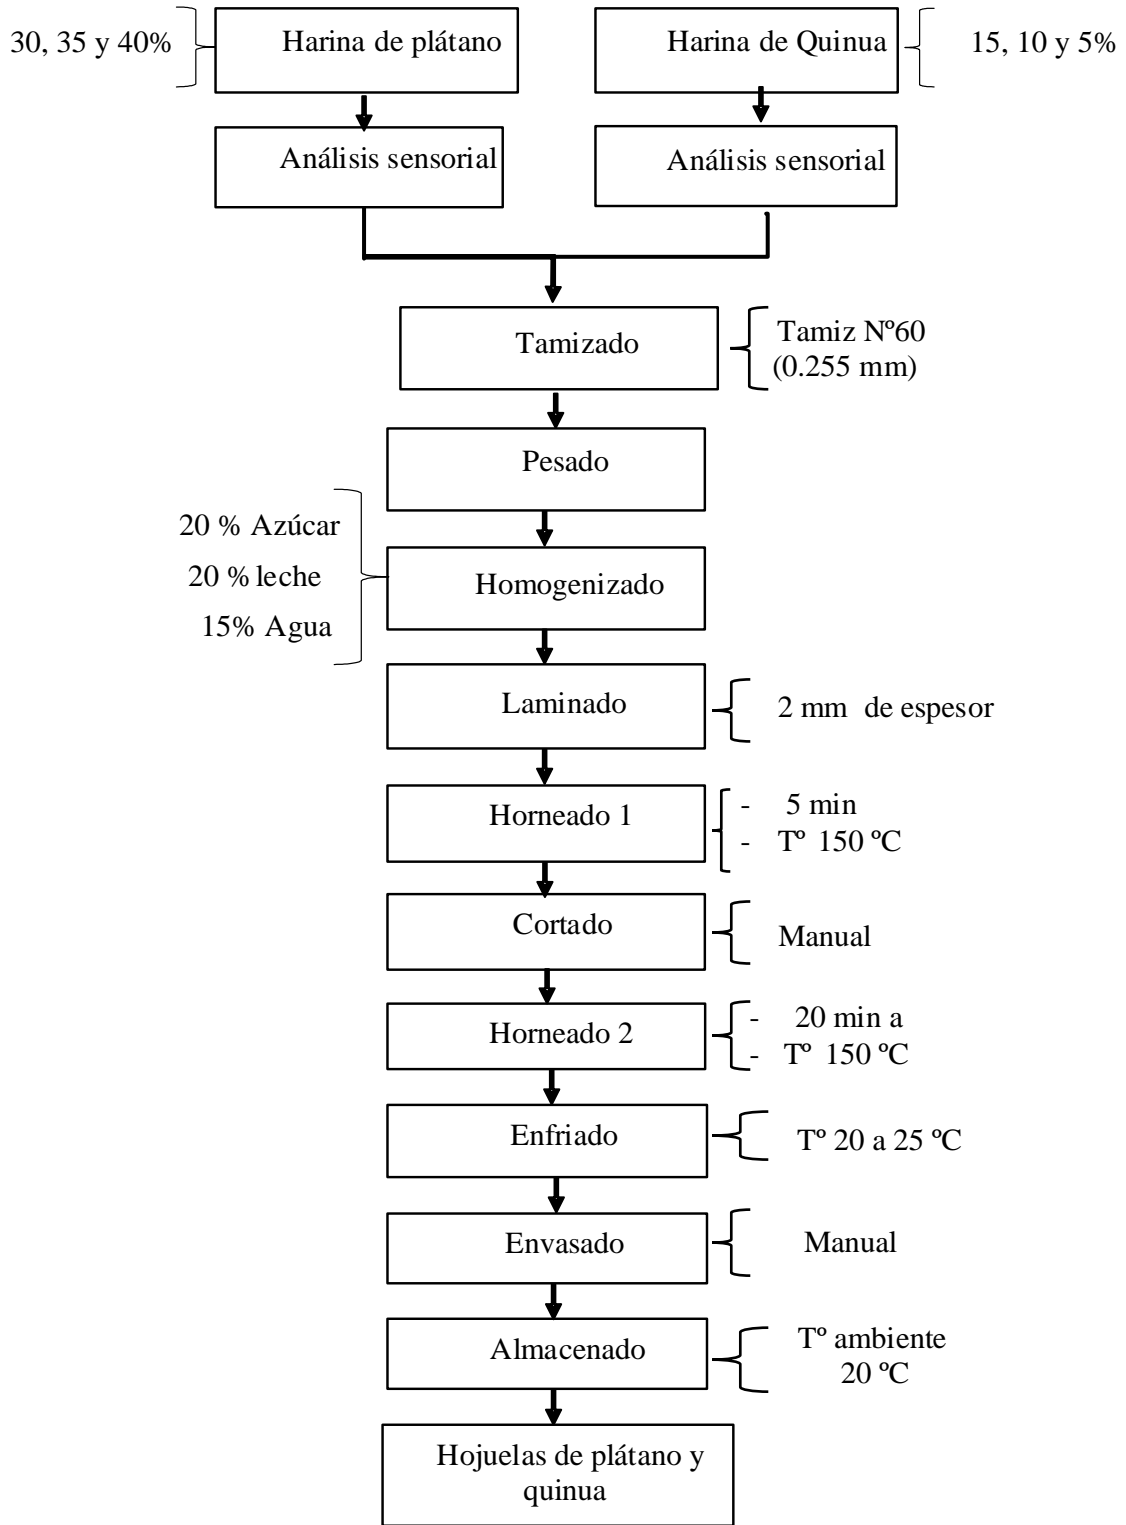 30, 35 y 40%
Harina de plátano
Harina de Quinua
15, 10 y 5%
Análisis sensorial
Análisis sensorial
Tamizado
Tamiz Nº60
(0.255 mm)
Pesado
20 % Azúcar
20 % leche
15% Agua
Homogenizado
Laminado
2 mm de espesor
Horneado 1
- 5 min
- Tº 150 ºC
Cortado
Manual
Horneado 2
- 20 min a
- Tº 150 ºC
Enfriado
Tº 20 a 25 ºC
Envasado
Manual
Almacenado
Tº ambiente
20 ºC
Hojuelas de plátano y
quinua